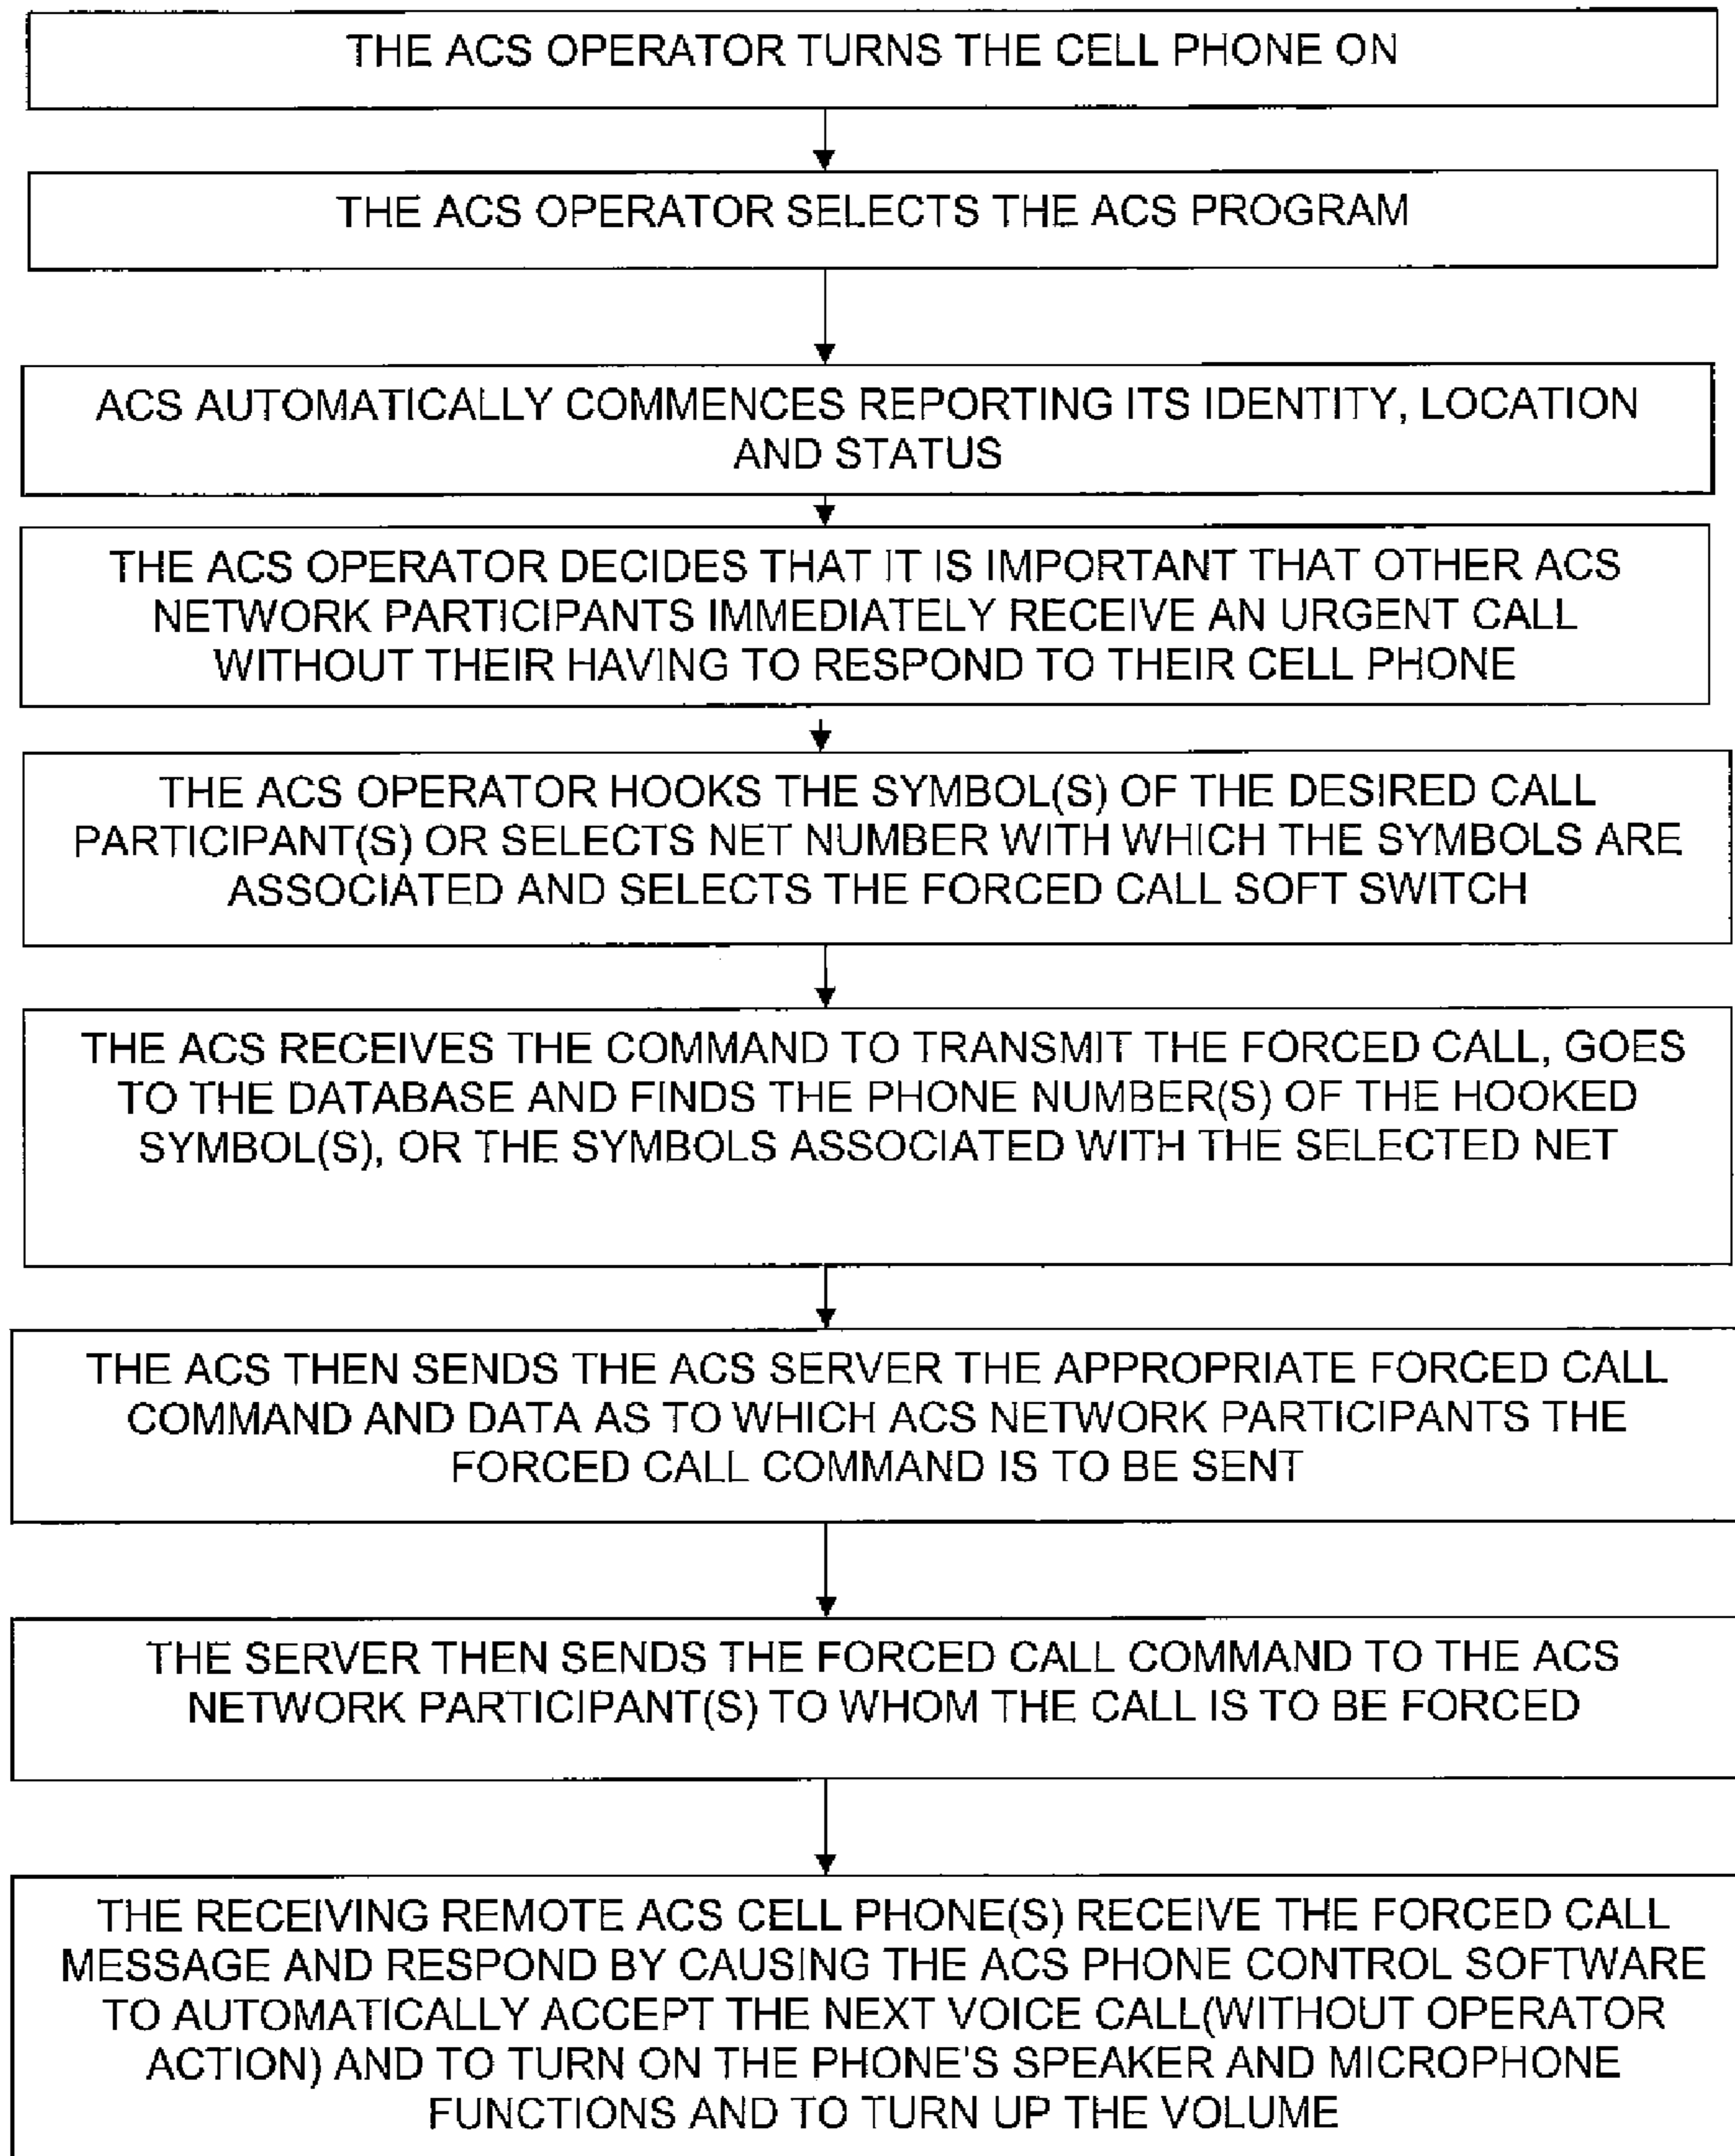 THE ACS OPERATOR TURNS THE CELL PHONE ON
THE ACS OPERATOR SELECTS THE ACS PROGRAM
ACS AUTOMATICALLY COMMENCES REPORTING ITS IDENTITY, LOCATION
AND STATUS
THE ACS OPERATOR DECIDES THAT IT IS IMPORTANT THAT OTHER ACS
NETWORK PARTICIPANTS IMMEDIATELY RECEIVE AN URGENT CALL
WITHOUT THEIR HAVING TO RESPOND TO THEIR CELL PHONE
THE ACS OPERATOR HOOKS THE SYMBOL(S) OF THE DESIRED CALL
PARTICIPANT(S) OR SELECTS NET NUMBER WITH WHICH THE SYMBOLS ARE
ASSOCIATED AND SELECTS THE FORCED CALL SOFT SWITCH
THE ACS RECEIVES THE COMMAND TO TRANSMIT THE FORCED CALL, GOES
TO THE DATABASE AND FINDS THE PHONE NUMBER(S) OF THE HOOKED
SYMBOL(S), OR THE SYMBOLS ASSOCIATED WITH THE SELECTED NET
THE ACS THEN SENDS THE ACS SERVER THE APPROPRIATE FORCED CALL
COMMAND AND DATA AS TO WHICH ACS NETWORK PARTICIPANTS THE
FORCED CALL COMMAND IS TO BE SENT
THE SERVER THEN SENDS THE FORCED CALL COMMAND TO THE ACS
NETWORK PARTICIPANT(S) TO WHOM THE CALL IS TO BE FORCED
THE RECEIVING REMOTE ACS CELL PHONE(S) RECEIVE THE FORCED CALL
MESSAGE AND RESPOND BY CAUSING THE ACS PHONE CONTROL SOFTWARE
TO AUTOMATICALLY ACCEPT THE NEXT VOICE CALL(WITHOUT OPERATOR
ACTION) AND TO TURN ON THE PHONE'S SPEAKER AND MICROPHONE
FUNCTIONS AND TO TURN UP THE VOLUME